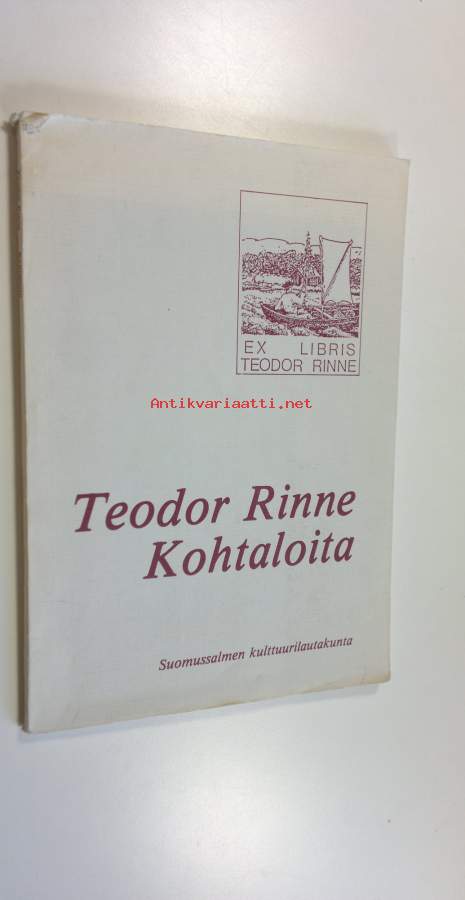 EX LIBRIS
TEODOR RINNE
Antikvariaatti.net
Teodor Rinne
Kohtaloita
Suomussalmen kulttuurilautakunta